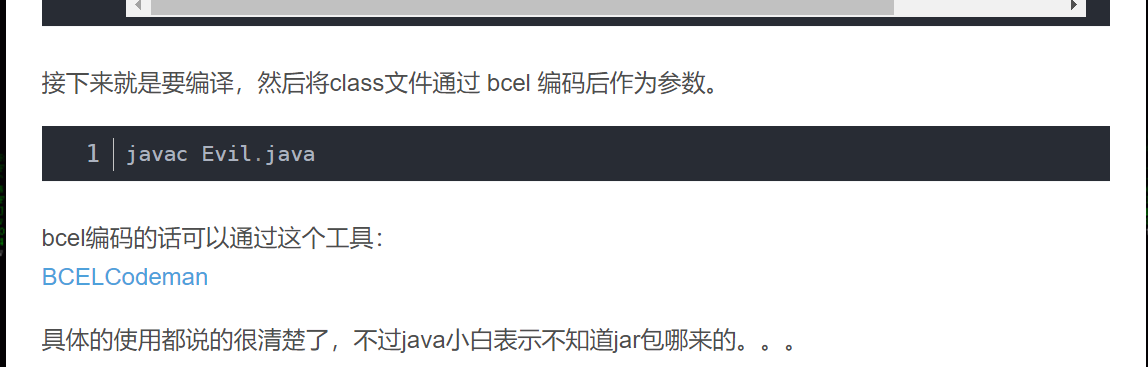 接下来就是要编译，然后将class文件通过 bcel 编码后作为参数。
1 javac Evil.java
bcel编码的话可以通过这个工具：
BCELCodeman
具体的使用都说的很清楚了，不过java小白表示不知道jar包哪来的。。。